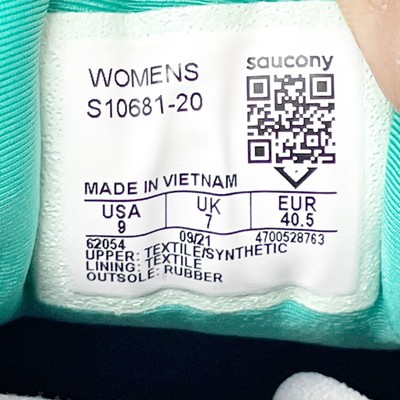 saucony
WOMENS
S10681-20
MADE IN VIETNAM
USA UK EUR
9 7 40.5
62054 09/21 4700528763
UPPER: TEXTILE/SYNTHETIC
LINING: TEXTILE
OUTSOLE: RUBBER